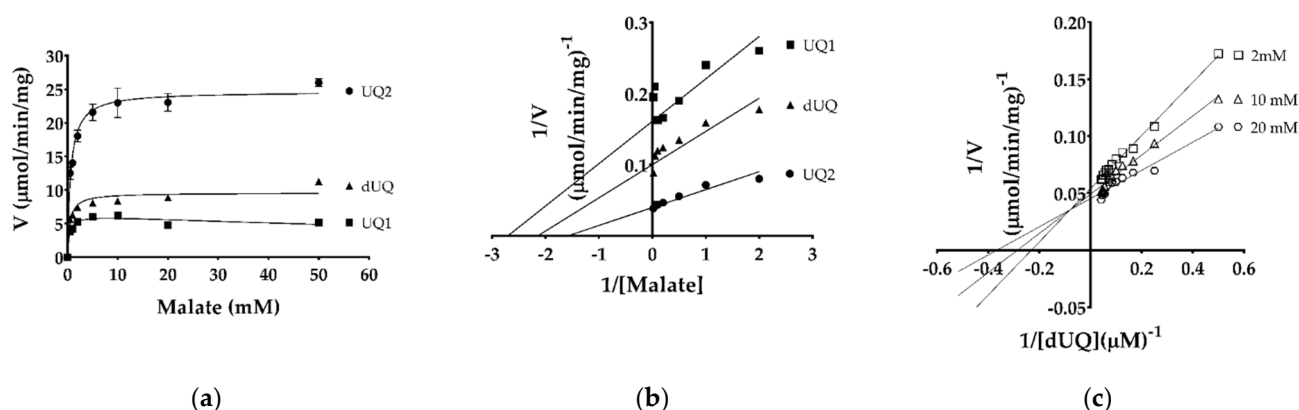 V (μmol/min/mg)
30
25
20
15
10
5
0
0 10 20 30 40 50 60
Malate (mM)
UQ2
dUQ
UQ1
(a)
1/V
(μmol/min/mg)⁻¹
0.3
0.2
0.1
-3 -2 -1 0 1 2 3
1/[Malate]
UQ1
dUQ
UQ2
(b)
1/V
(μmol/min/mg)⁻¹
0.20
0.15
0.10
0.05
-0.05
-0.6 -0.4 -0.2 0.0 0.2 0.4 0.6
1/[dUQ](μM)⁻¹
2mM
10 mM
20 mM
(c)